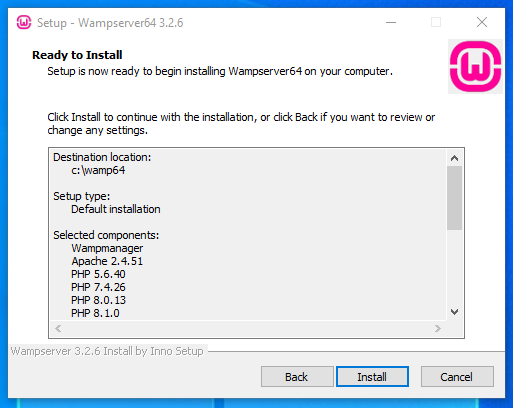 Setup - Wampserver64 3.2.6
Ready to Install
Setup is now ready to begin installing Wampserver64 on your computer.
Click Install to continue with the installation, or click Back if you want to review or
change any settings.
Destination location:
c:\wamp64
Setup type:
Default installation
Selected components:
Wampmanager
Apache 2.4.51
PHP 5.6.40
PHP 7.4.26
PHP 8.0.13
PHP 8.1.0
Wampserver 3.2.6 Install by Inno Setup
Back
Install
Cancel